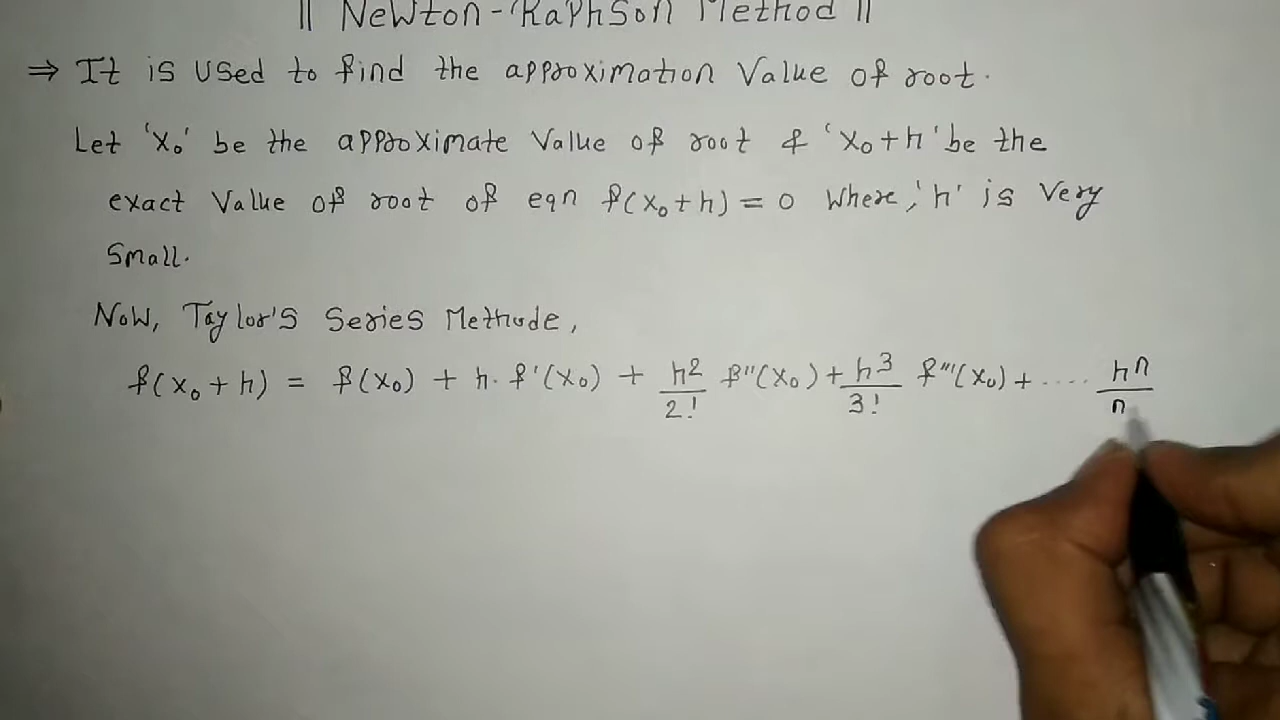 || Newton-Raphson Method ||
⇒ It is used to find the approximation Value of root.
Let 'x₀' be the approximate Value of root & 'x₀+h' be the
exact Value of root of eqn f(x₀+h) = 0 where, 'h' is Very
Small.
Now, Taylor's Series Methode,
f(x₀+h) = f(x₀) + h. f'(x₀) + h²/2! f''(x₀) + h³/3! f'''(x₀) + .... hⁿ/n